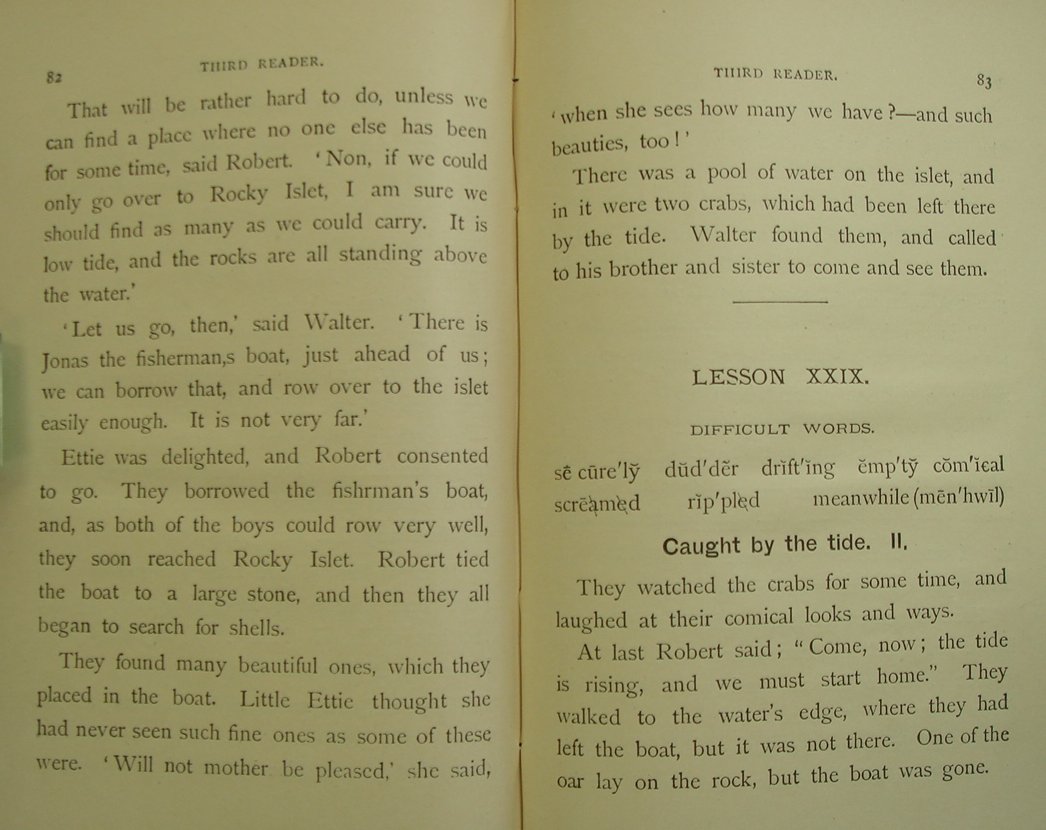 82
THIRD READER.
That will be rather hard to do, unless we
can find a place where no one else has been
for some time, said Robert. ‘Non, if we could
only go over to Rocky Islet, I am sure we
should find as many as we could carry. It is
low tide, and the rocks are all standing above
the water.’
‘Let us go, then,’ said Walter. ‘There is
Jonas the fisherman,s boat, just ahead of us;
we can borrow that, and row over to the islet
easily enough. It is not very far.’
Ettie was delighted, and Robert consented
to go. They borrowed the fishrman’s boat,
and, as both of the boys could row very well,
they soon reached Rocky Islet. Robert tied
the boat to a large stone, and then they all
began to search for shells.
They found many beautiful ones, which they
placed in the boat. Little Ettie thought she
had never seen such fine ones as some of these
were. ‘Will not mother be pleased,’ she said,
THIRD READER.
83
‘when she sees how many we have?—and such
beauties, too!’
There was a pool of water on the islet, and
in it were two crabs, which had been left there
by the tide. Walter found them, and called
to his brother and sister to come and see them.
LESSON XXIX.
DIFFICULT WORDS.
sē cūre′lў dŭd′dĕr drĭft′ĭng ĕmp′tў cŏm′ĭcal
scrēamed rĭp′pled meanwhile (mēn′hwīl)
Caught by the tide. II.
They watched the crabs for some time, and
laughed at their comical looks and ways.
At last Robert said; “Come, now; the tide
is rising, and we must start home.” They
walked to the water’s edge, where they had
left the boat, but it was not there. One of the
oar lay on the rock, but the boat was gone.